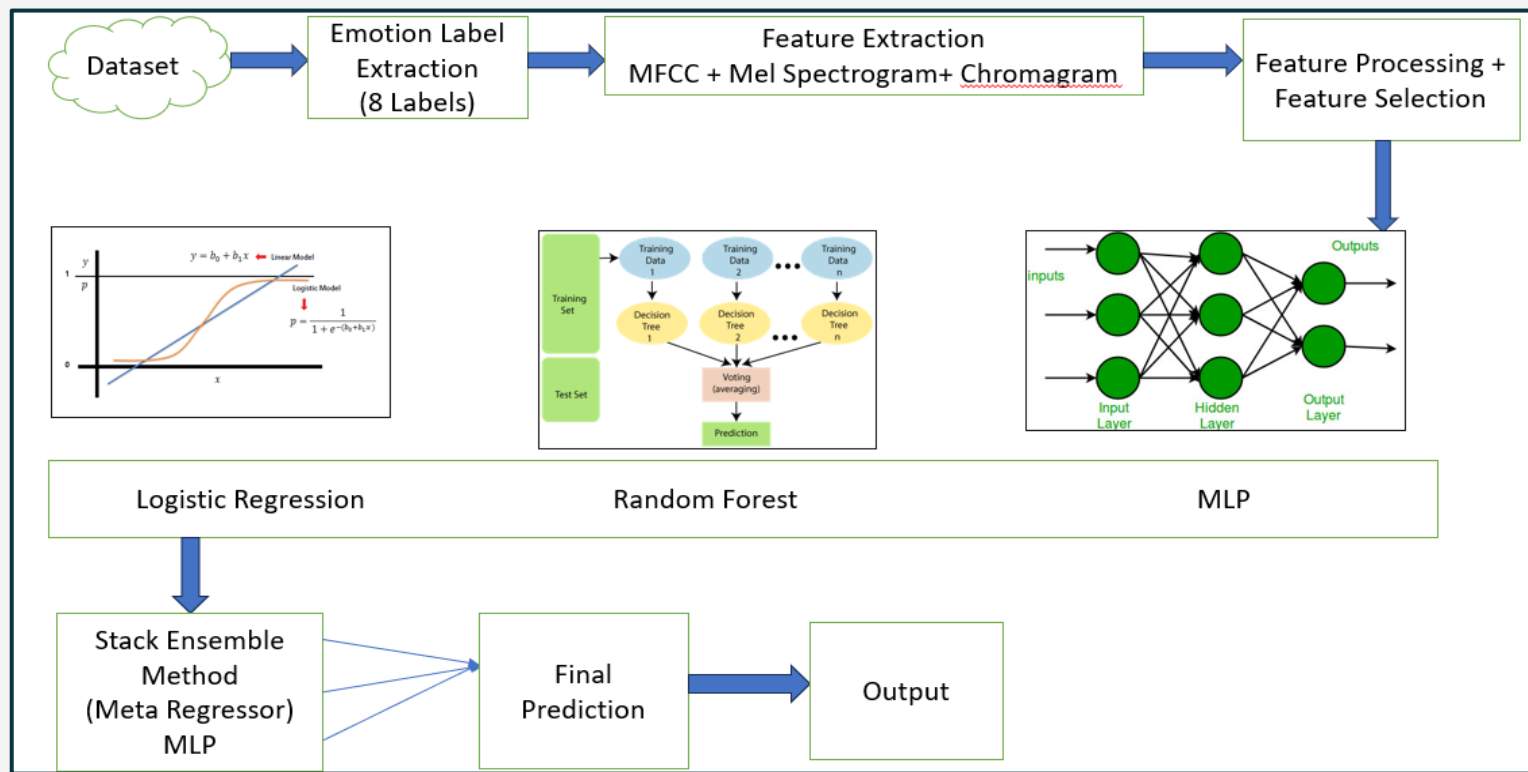 Dataset
Emotion Label
Extraction
(8 Labels)
Feature Extraction
MFCC + Mel Spectrogram+ Chromagram
Feature Processing +
Feature Selection
y
1
p
0
x
y = b₀ + b₁x
Linear Model
Logistic Model
p = 1 / 1 + e^-(b₀+b₁x)
Training
Set
Test Set
Training
Data
1
Training
Data
2
Training
Data
n
Decision
Tree
1
Decision
Tree
2
Decision
Tree
n
Voting
(averaging)
Prediction
inputs
Outputs
Input
Layer
Hidden
Layer
Output
Layer
Logistic Regression
Random Forest
MLP
Stack Ensemble
Method
(Meta Regressor)
MLP
Final
Prediction
Output